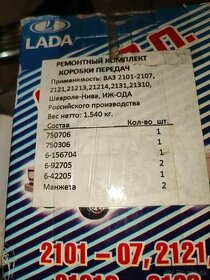 LADA
РЕМОНТНЫЙ КОМПЛЕКТ
КОРОБКИ ПЕРЕДАЧ
Применяемость: ВАЗ 2101-2107,
2121,21213,21214,2131,21310,
Шевроле-Нива, ИЖ-ОДА
Российского производства
Вес нетто: 1.540 кг.
Состав Кол-во шт.
750706 1
750306 1
6-156704 1
6-92705 2
6-42205 1
Манжета 2
2101 – 07, 2121,